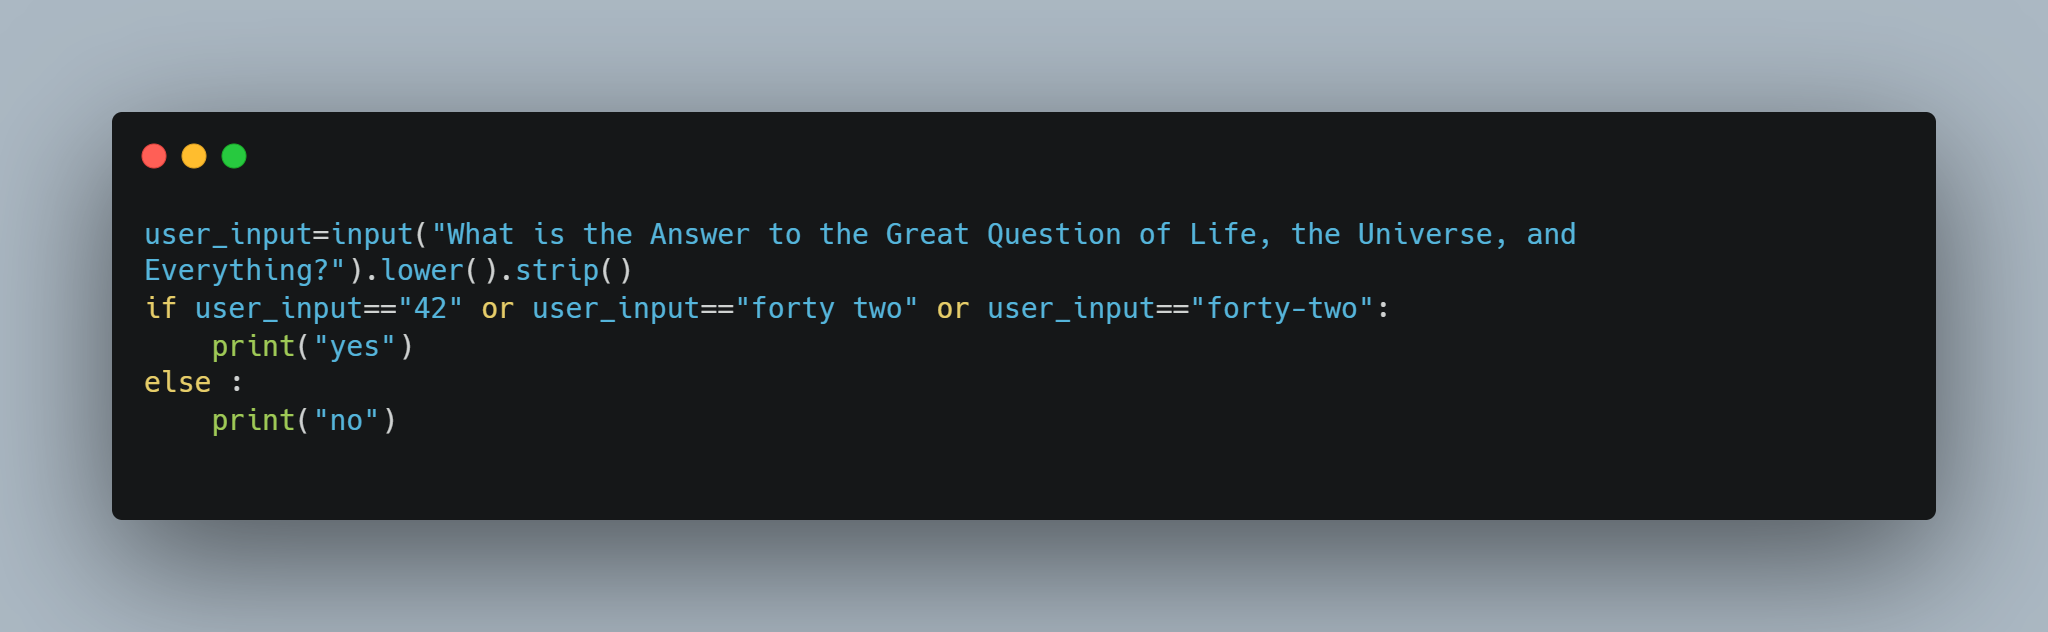 user_input=input("What is the Answer to the Great Question of Life, the Universe, and
Everything?").lower().strip()
if user_input=="42" or user_input=="forty two" or user_input=="forty-two":
    print("yes")
else :
    print("no")